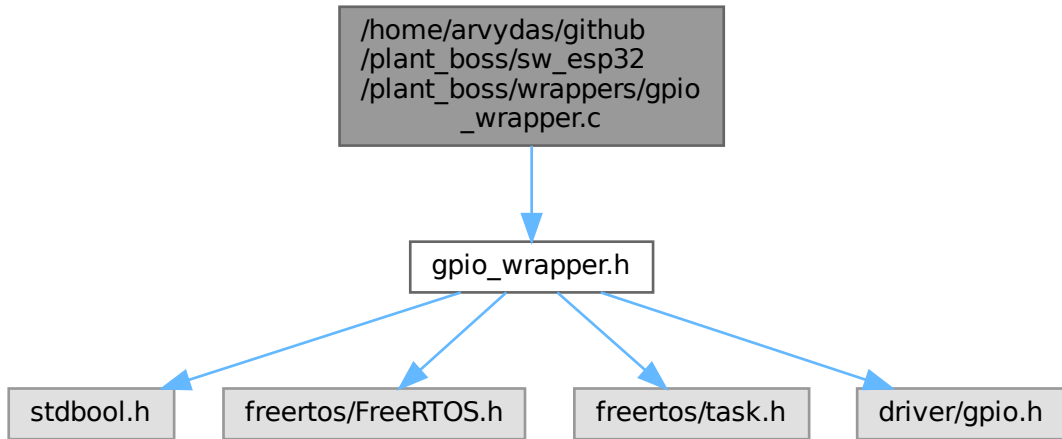 /home/arvydas/github
/plant_boss/sw_esp32
/plant_boss/wrappers/gpio
_wrapper.c
gpio_wrapper.h
stdbool.h
freertos/FreeRTOS.h
freertos/task.h
driver/gpio.h